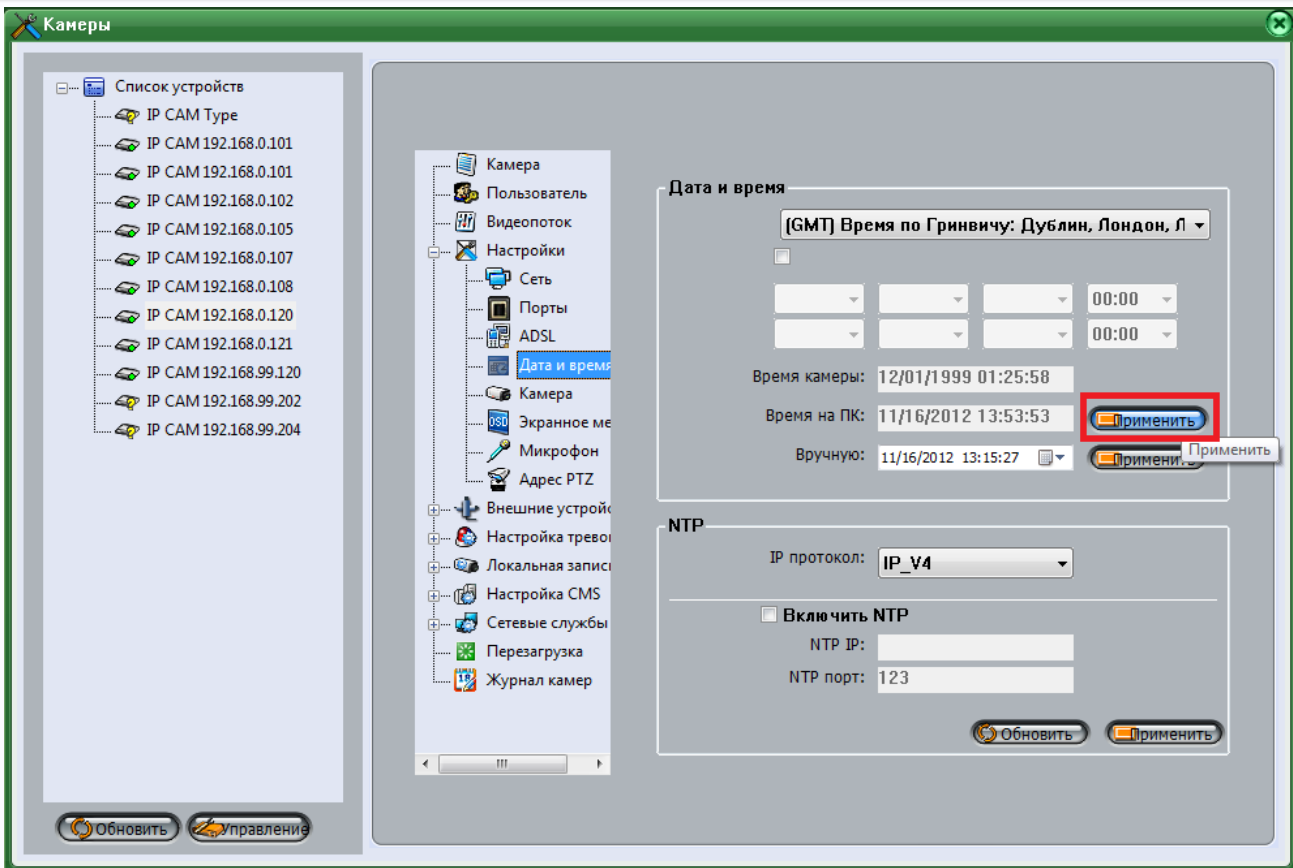 Камеры
Список устройств
IP CAM Type
IP CAM 192.168.0.101
IP CAM 192.168.0.101
IP CAM 192.168.0.102
IP CAM 192.168.0.105
IP CAM 192.168.0.107
IP CAM 192.168.0.108
IP CAM 192.168.0.120
IP CAM 192.168.0.121
IP CAM 192.168.99.120
IP CAM 192.168.99.202
IP CAM 192.168.99.204
Обновить
Управление
Камера
Пользователь
Видеопоток
Настройки
Сеть
Порты
ADSL
Дата и время
Камера
OSD Экранное ме
Микрофон
Адрес PTZ
Внешние устройс
Настройка трево
Локальная запис
Настройка CMS
Сетевые службы
Перезагрузка
Журнал камер
Дата и время
(GMT) Время по Гринвичу: Дублин, Лондон, Л
00:00
00:00
Время камеры: 12/01/1999 01:25:58
Время на ПК: 11/16/2012 13:53:53 Применить
Применить
Вручную: 11/16/2012 13:15:27 Применить
NTP
IP протокол: IP_V4
Включить NTP
NTP IP:
NTP порт: 123
Обновить Применить